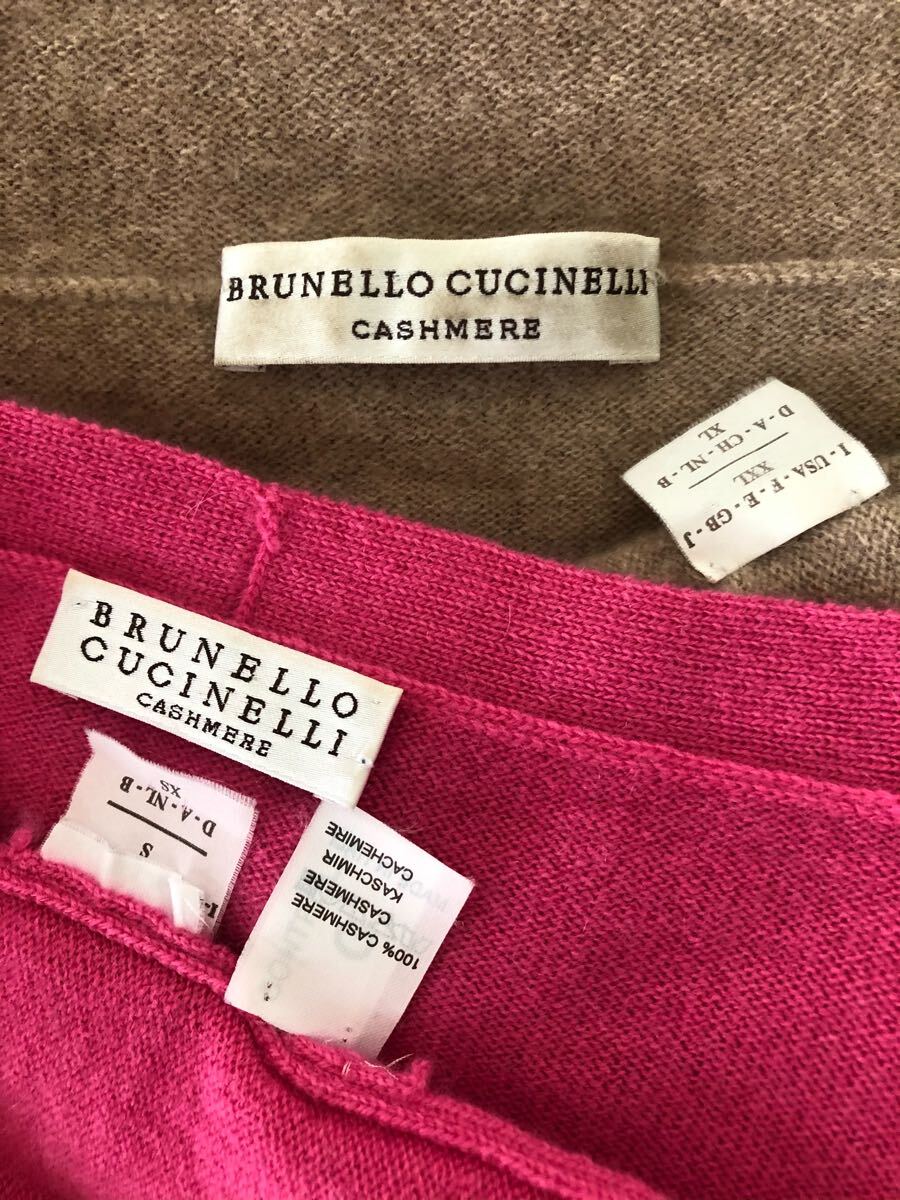 BRUNELLO CUCINELLI
CASHMERE
I - USA - F - E - GB - J
XXL
D - A - CH - NL - B
XL
BRUNELLO
CUCINELLI
CASHMERE
S
D - A - NL - B
XS
100% CASHMERE
CASHMERE
KASCHMIR
CACHEMIRE